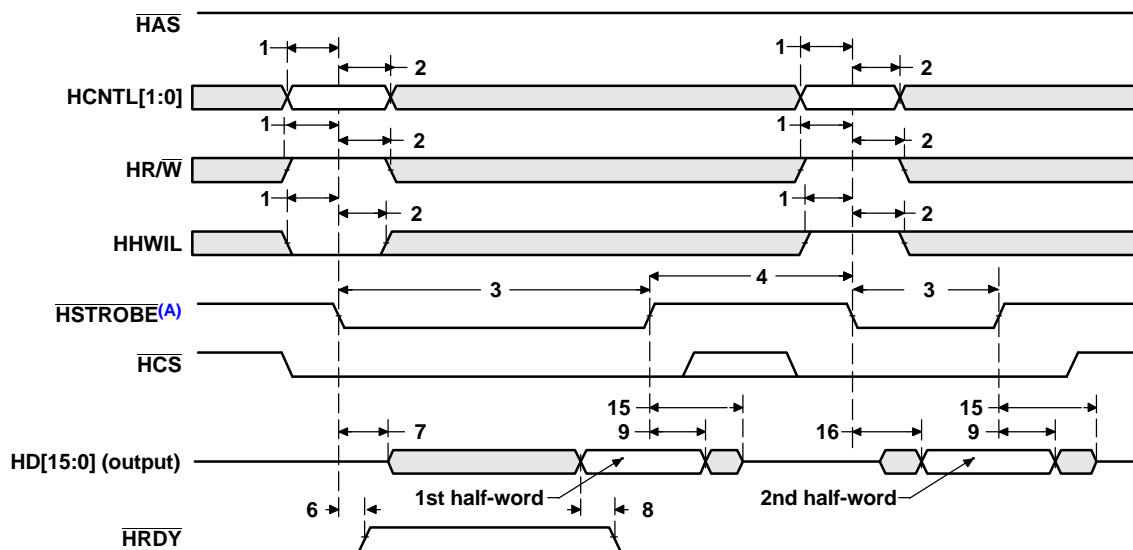 HAS
1
2
1
2
HCNTL[1:0]
1
2
1
2
HR/W
1
2
1
2
HHWIL
3
4
3
HSTROBE(A)
HCS
15
15
7
9
16
9
HD[15:0] (output)
1st half-word
2nd half-word
6
8
HRDY